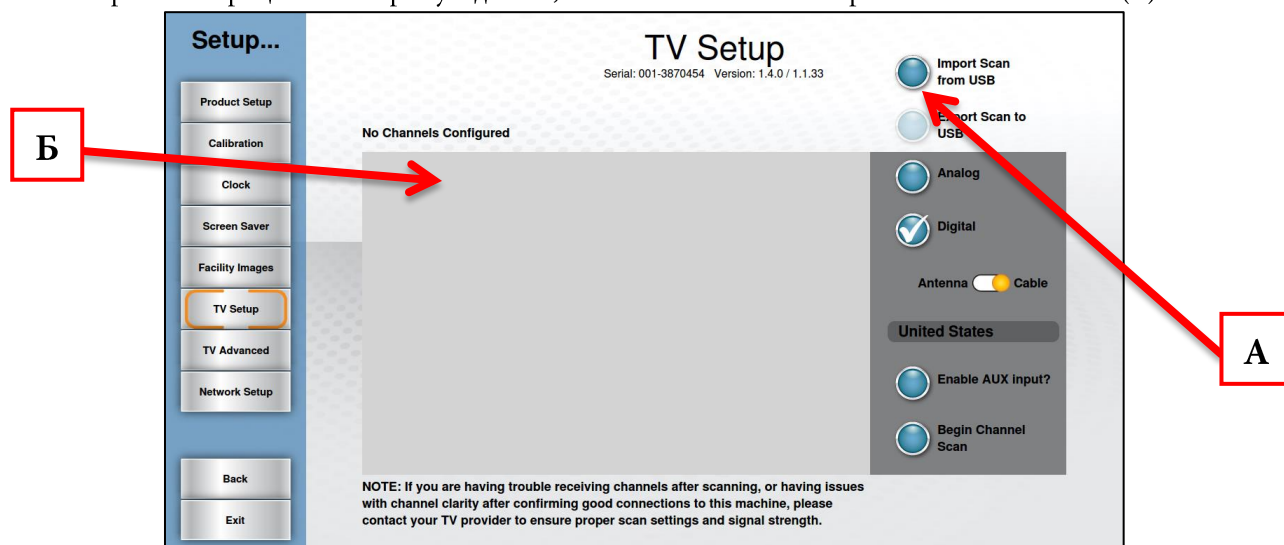 Setup...
TV Setup
Serial: 001-3870454 Version: 1.4.0 / 1.1.33
Import Scan
from USB
Export Scan to
USB
Product Setup
Calibration
Clock
Screen Saver
Facility Images
TV Setup
TV Advanced
Network Setup
Back
Exit
Б
No Channels Configured
Analog
Digital
Antenna Cable
United States
Enable AUX input?
Begin Channel
Scan
А
NOTE: If you are having trouble receiving channels after scanning, or having issues
with channel clarity after confirming good connections to this machine, please
contact your TV provider to ensure proper scan settings and signal strength.